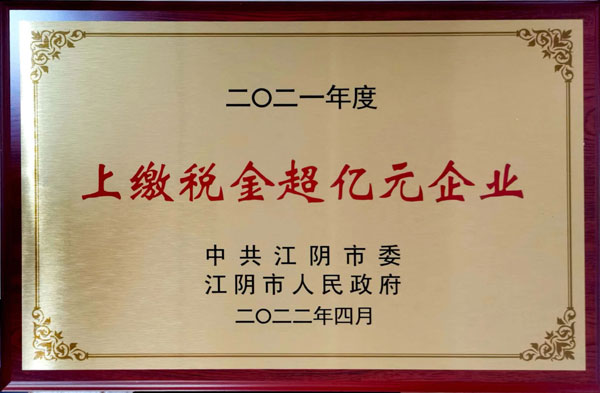 二〇二一年度
上缴税金超亿元企业
中共江阴市委
江阴市人民政府
二〇二二年四月